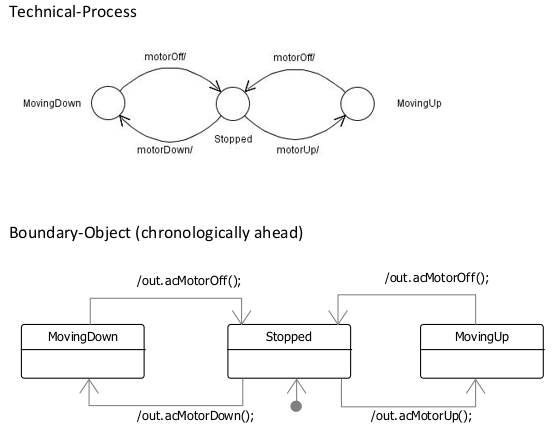 Technical-Process
motorOff/
motorOff/
MovingDown
MovingUp
Stopped
motorDown/
motorUp/
Boundary-Object (chronologically ahead)
/out.acMotorOff();
/out.acMotorOff();
MovingDown
Stopped
MovingUp
/out.acMotorDown();
/out.acMotorUp();